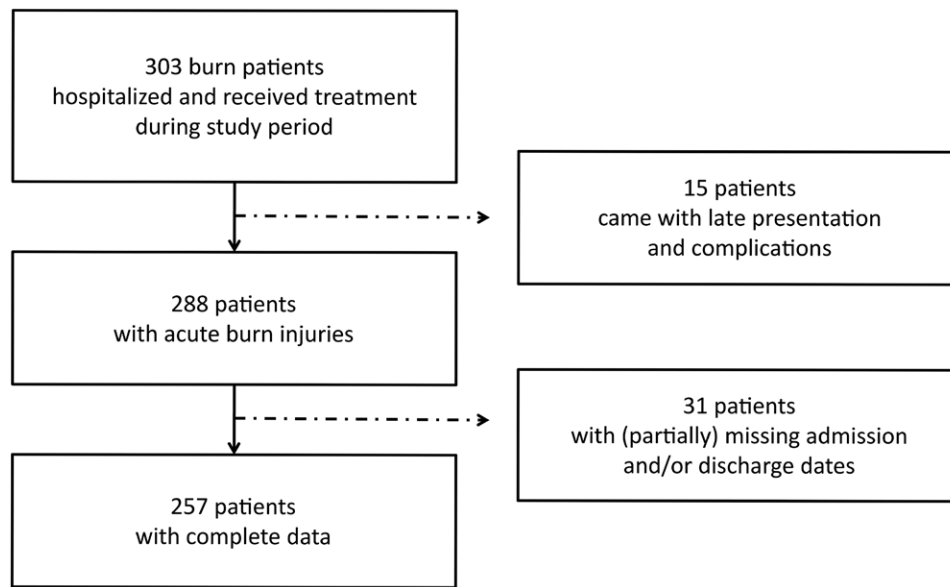 303 burn patients
hospitalized and received treatment
during study period
15 patients
came with late presentation
and complications
288 patients
with acute burn injuries
31 patients
with (partially) missing admission
and/or discharge dates
257 patients
with complete data